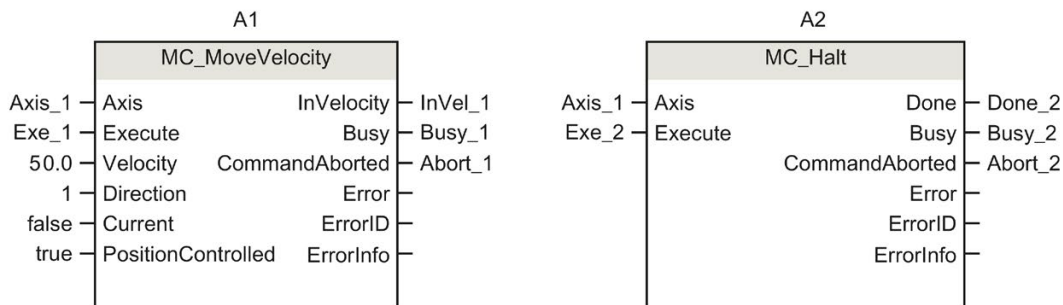 A1
MC_MoveVelocity
Axis_1 Axis InVelocity InVel_1
Exe_1 Execute Busy Busy_1
50.0 Velocity CommandAborted Abort_1
1 Direction Error
false Current ErrorID
true PositionControlled ErrorInfo
A2
MC_Halt
Axis_1 Axis Done Done_2
Exe_2 Execute Busy Busy_2
CommandAborted Abort_2
Error
ErrorID
ErrorInfo